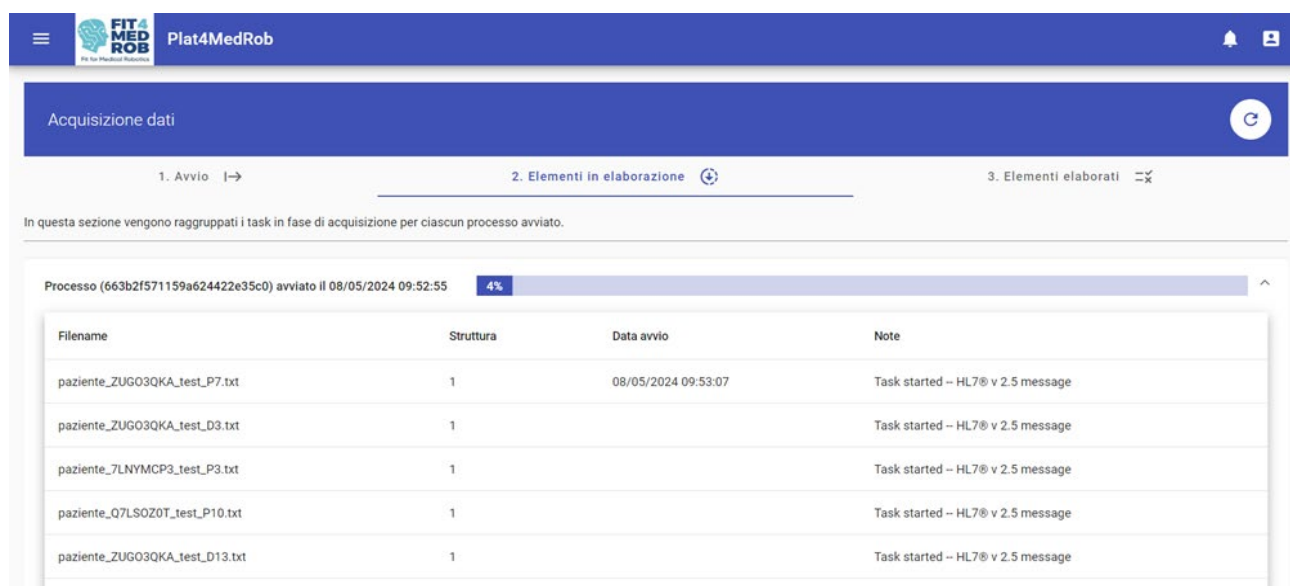 FIT4
MED
ROB
Fit for Medical Robotics
Plat4MedRob
Acquisizione dati
1. Avvio
2. Elementi in elaborazione
3. Elementi elaborati
In questa sezione vengono raggruppati i task in fase di acquisizione per ciascun processo avviato.
Processo (663b2f571159a624422e35c0) avviato il 08/05/2024 09:52:55 4%
Filename Struttura Data avvio Note
paziente_ZUGO3QKA_test_P7.txt 1 08/05/2024 09:53:07 Task started -- HL7® v 2.5 message
paziente_ZUGO3QKA_test_D3.txt 1 Task started -- HL7® v 2.5 message
paziente_7LNYMCP3_test_P3.txt 1 Task started -- HL7® v 2.5 message
paziente_Q7LSOZ0T_test_P10.txt 1 Task started -- HL7® v 2.5 message
paziente_ZUGO3QKA_test_D13.txt 1 Task started -- HL7® v 2.5 message